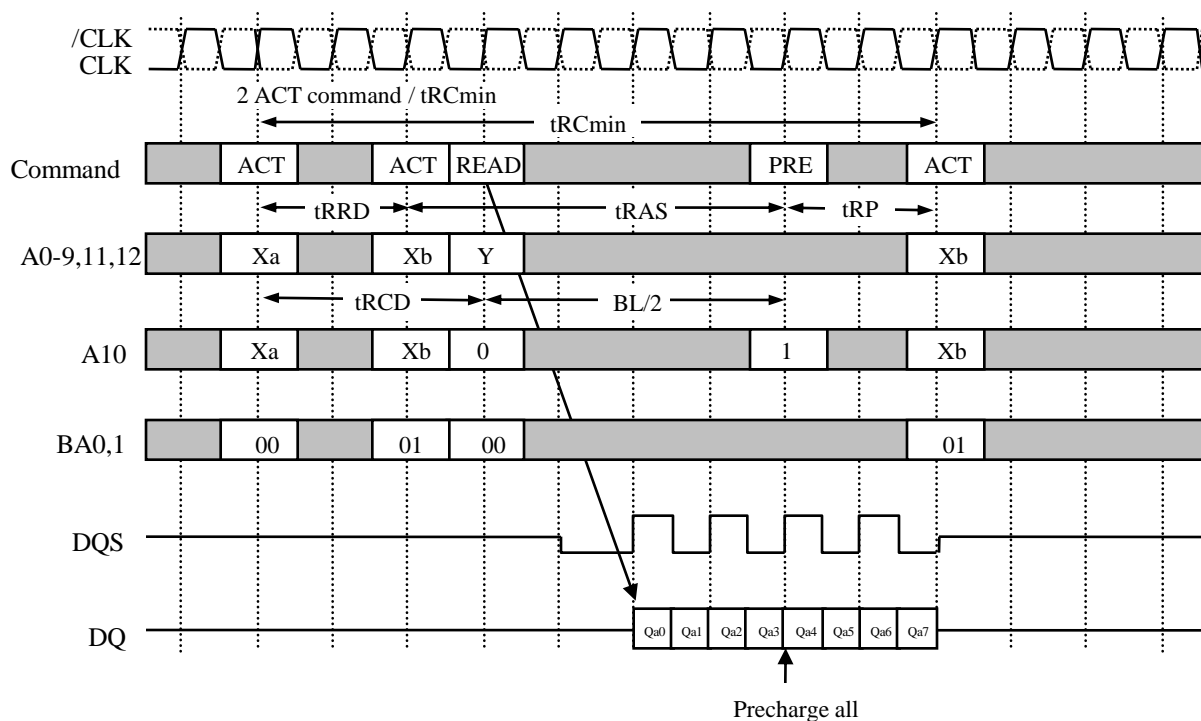 /CLK
CLK
2 ACT command / tRCmin
tRCmin
Command ACT ACT READ PRE ACT
tRRD tRAS tRP
A0-9,11,12 Xa Xb Y Xb
tRCD BL/2
A10 Xa Xb 0 1 Xb
BA0,1 00 01 00 01
DQS
DQ Qa0 Qa1 Qa2 Qa3 Qa4 Qa5 Qa6 Qa7
Precharge all